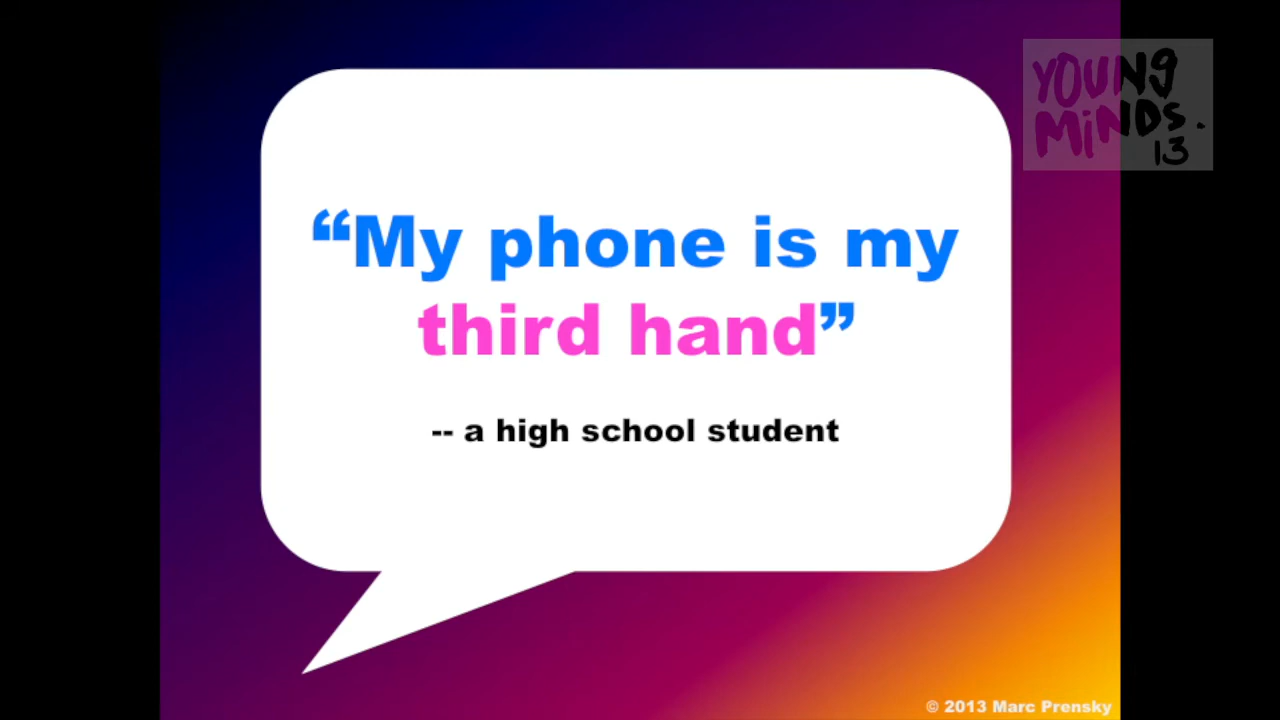 YOUNG
MiNDS.
13
“My phone is my
third hand”
-- a high school student
© 2013 Marc Prensky